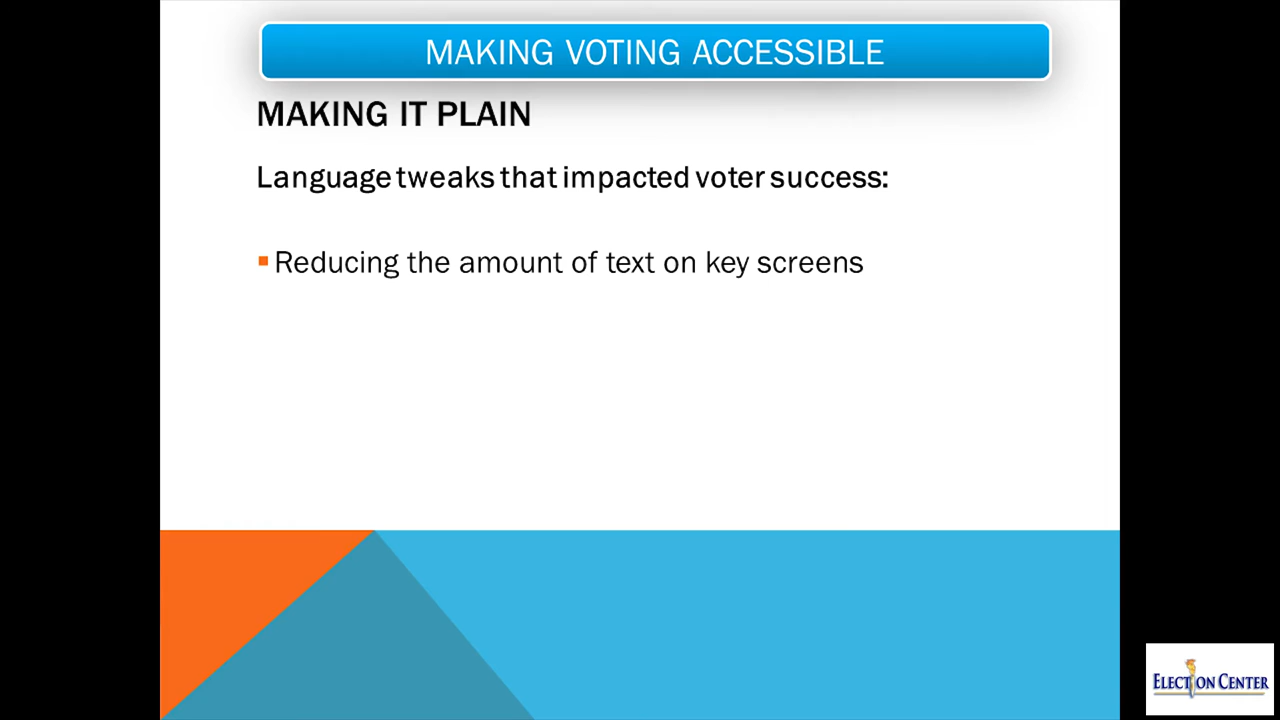 MAKING VOTING ACCESSIBLE
MAKING IT PLAIN
Language tweaks that impacted voter success:
Reducing the amount of text on key screens
ELECTION CENTER